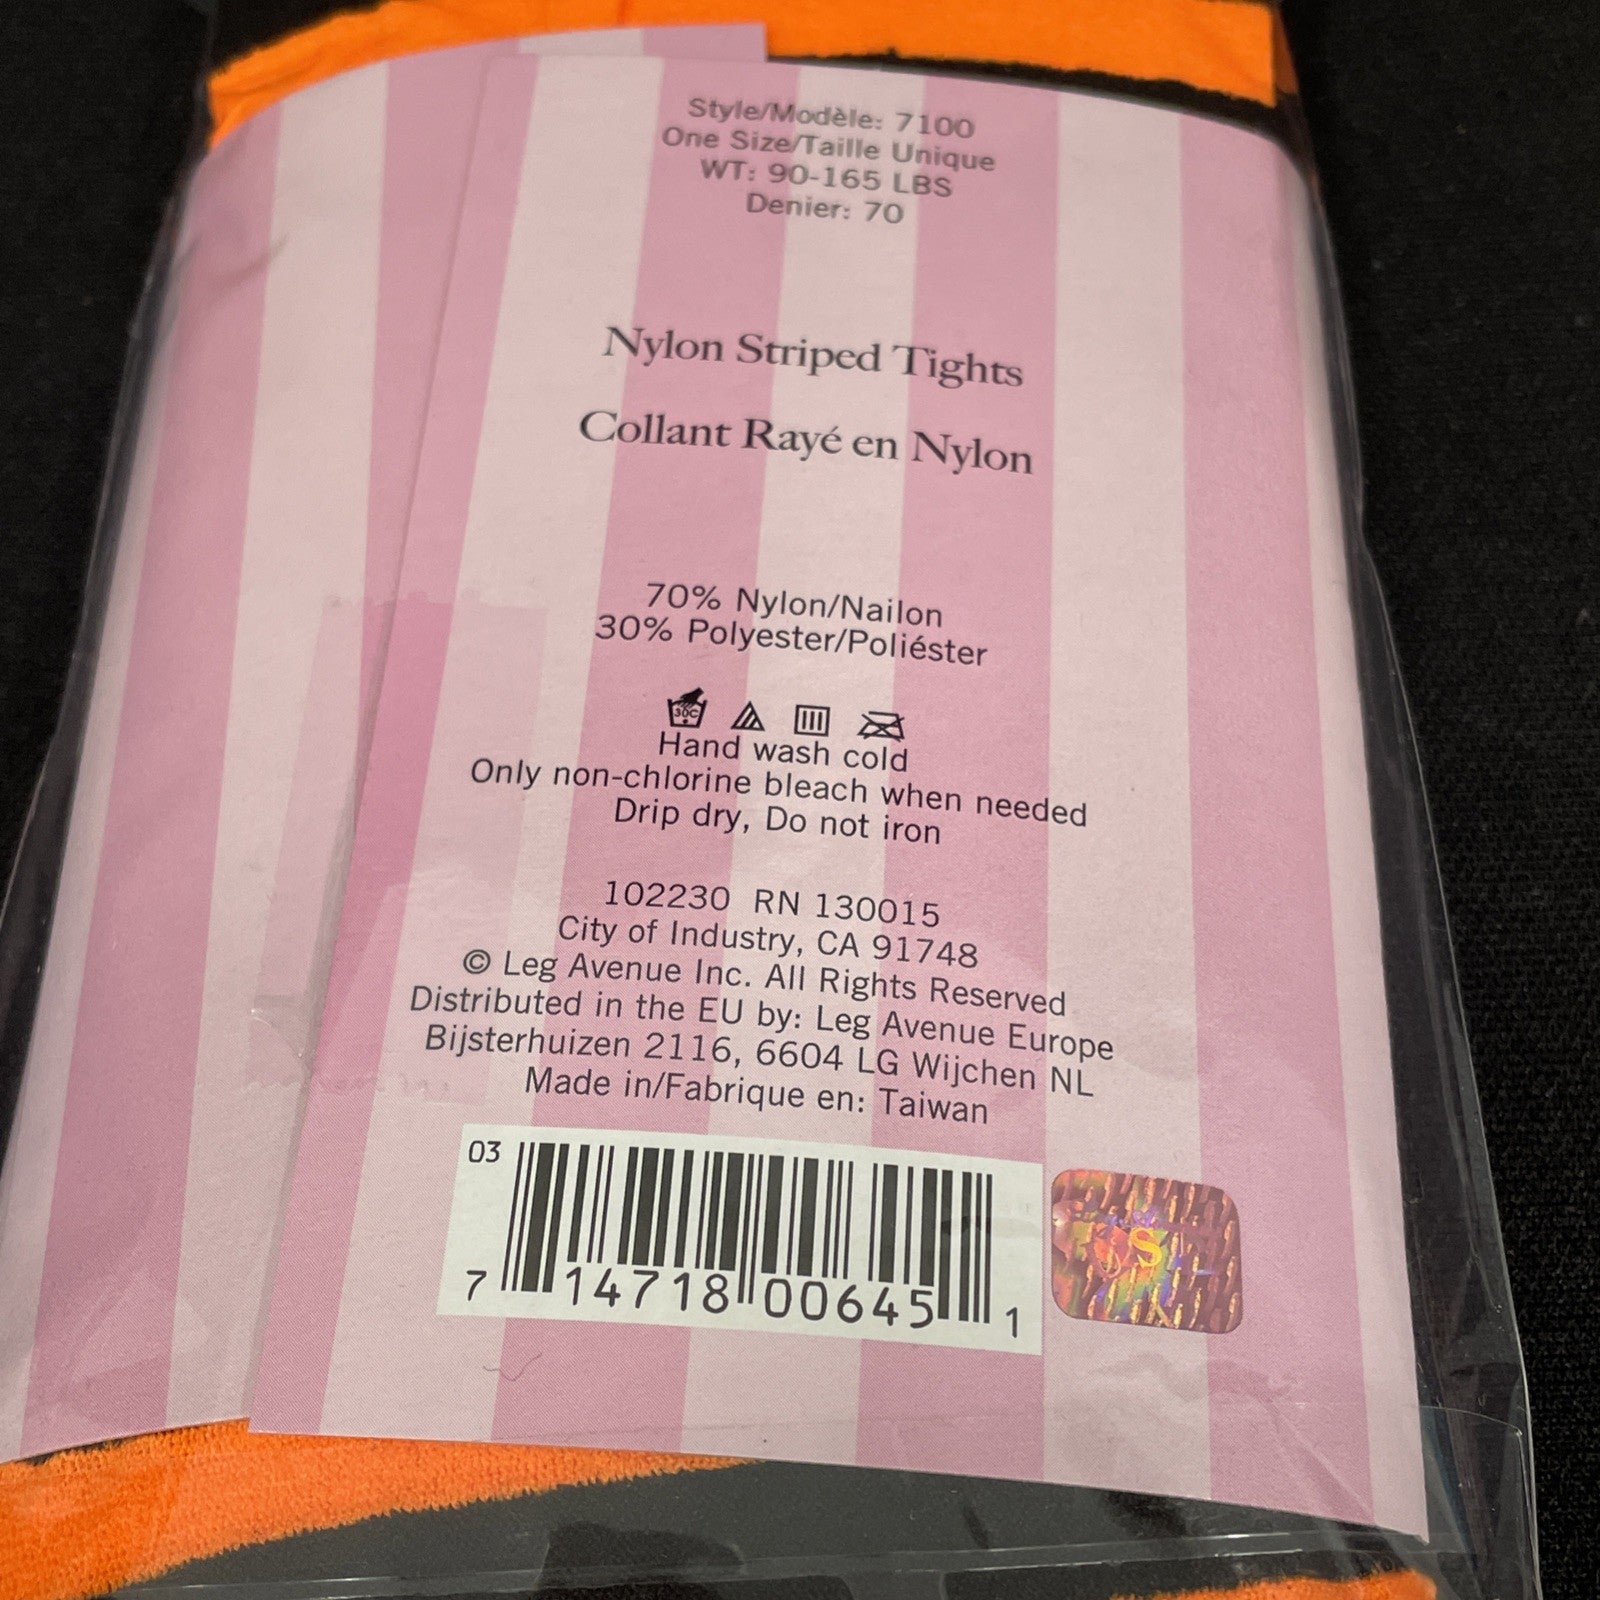 Style/Modèle: 7100
One Size/Taille Unique
WT: 90-165 LBS
Denier: 70
Nylon Striped Tights
Collant Rayé en Nylon
70% Nylon/Nailon
30% Polyester/Poliéster
30C
Hand wash cold
Only non-chlorine bleach when needed
Drip dry, Do not iron
102230 RN 130015
City of Industry, CA 91748
© Leg Avenue Inc. All Rights Reserved
Distributed in the EU by: Leg Avenue Europe
Bijsterhuizen 2116, 6604 LG Wijchen NL
Made in/Fabrique en: Taiwan
03
7 14718 00645 1